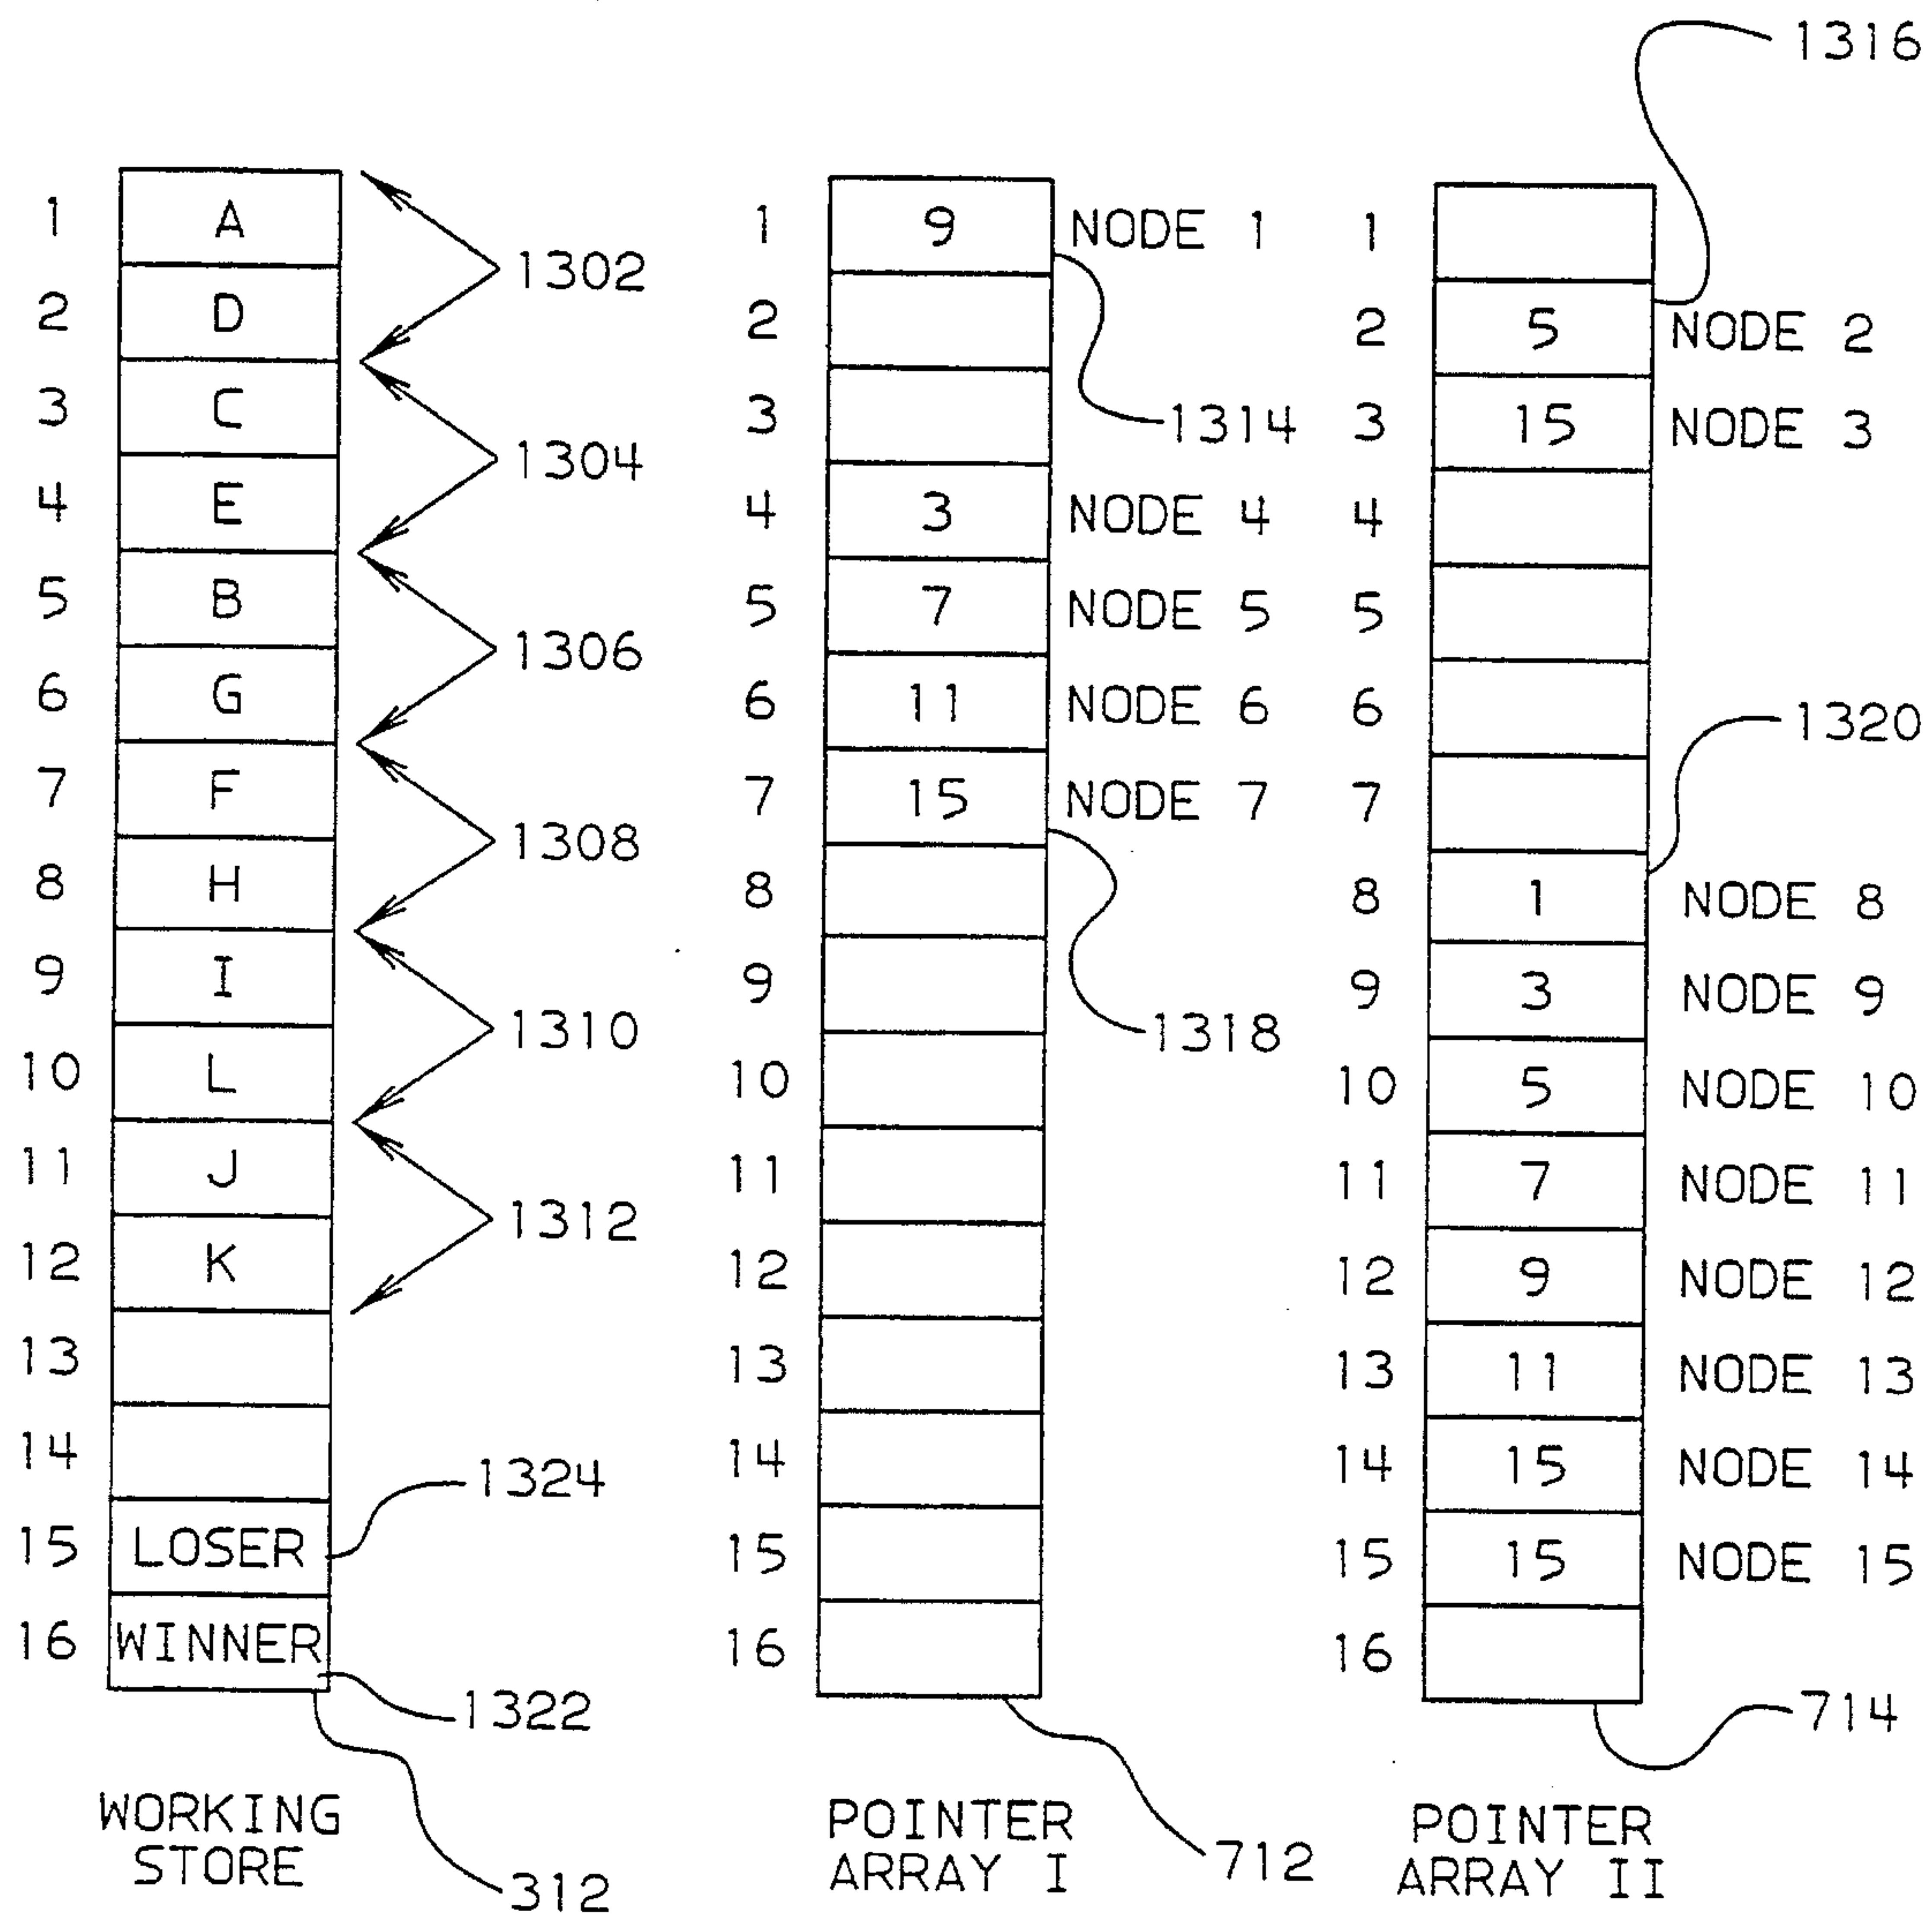 1316
1 A 1 9 NODE 1 1
1302
2 D 2 2 5 NODE 2
3 C 3 1314 3 15 NODE 3
1304
4 E 4 3 NODE 4 4
5 B 5 7 NODE 5 5
1306
6 G 6 11 NODE 6 6
1320
7 F 7 15 NODE 7 7
1308
8 H 8 8 1 NODE 8
9 I 9 9 3 NODE 9
1310 1318
10 L 10 10 5 NODE 10
11 J 11 11 7 NODE 11
1312
12 K 12 12 9 NODE 12
13 13 13 11 NODE 13
14 14 14 15 NODE 14
1324
15 LOSER 15 15 15 NODE 15
16 WINNER 16 16
1322 714
WORKING
STORE
312
POINTER
ARRAY I
712
POINTER
ARRAY II